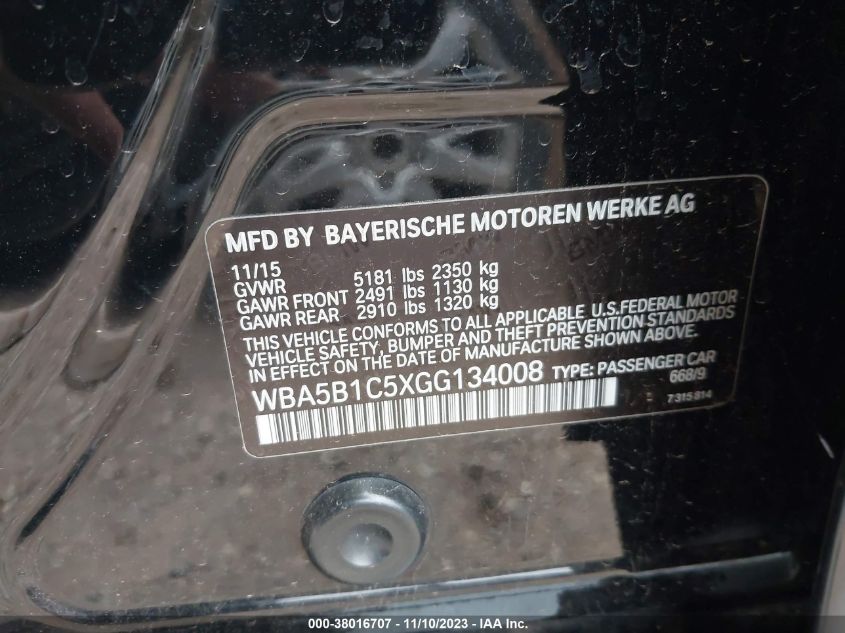 MFD BY BAYERISCHE MOTOREN WERKE AG
11/15
GVWR 5181 lbs 2350 kg
GAWR FRONT 2491 lbs 1130 kg
GAWR REAR 2910 lbs 1320 kg
THIS VEHICLE CONFORMS TO ALL APPLICABLE U.S.FEDERAL MOTOR
VEHICLE SAFETY, BUMPER AND THEFT PREVENTION STANDARDS
IN EFFECT ON THE DATE OF MANUFACTURE SHOWN ABOVE.
WBA5B1C5XGG134008 TYPE: PASSENGER CAR
668/9
7315814
000-38016707 - 11/10/2023 - IAA Inc.